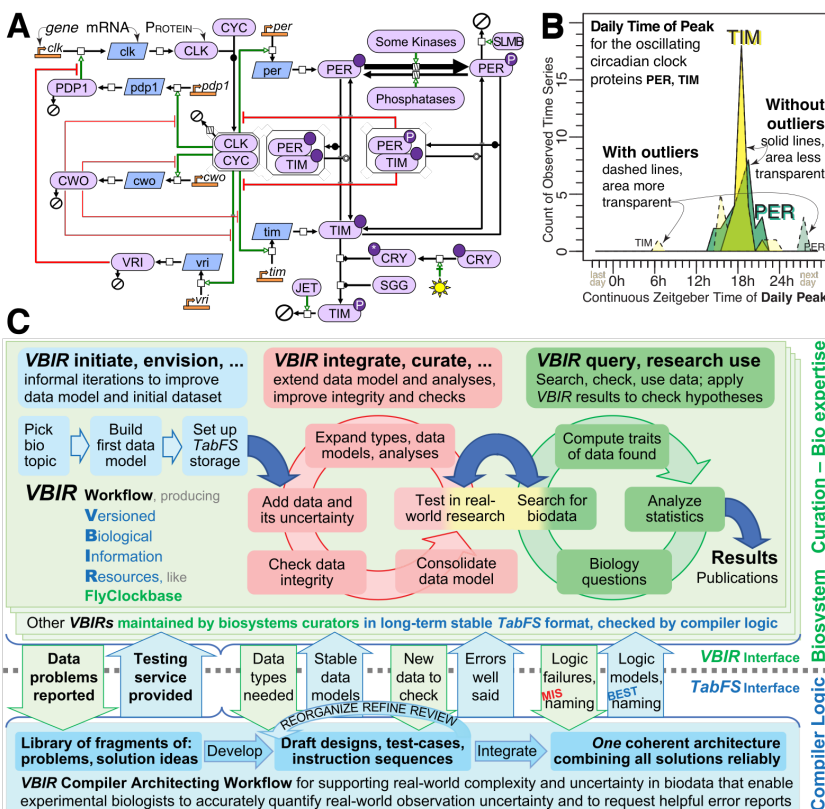 A
gene mRNA PROTEIN
CYC
per
clk
clk
CLK
per
PER
Some Kinases
Phosphatases
SLMB
PER
P
PDP1
pdp1
pdp1
CLK
CYC
PER
TIM
PER
P
TIM
CWO
cwo
cwo
tim
TIM
VRI
vri
vri
tim
*
CRY
CRY
JET
SGG
TIM
P
B
Daily Time of Peak
for the oscillating
circadian clock
proteins PER, TIM
TIM
Without
outliers
solid lines,
area less
transparent
With outliers
dashed lines,
area more
transparent
PER
TIM
PER
Count of Observed Time Series
0
5
10
15
last
day
0h
6h
12h
18h
24h
next
day
Continuous Zeitgeber Time of Daily Peak
C
VBIR initiate, envision, ...
informal iterations to improve
data model and initial dataset
VBIR integrate, curate, ...
extend data model and analyses,
improve integrity and checks
VBIR query, research use
Search, check, use data; apply
VBIR results to check hypotheses
Pick
bio
topic
Build
first data
model
Set up
TabFS
storage
Expand types, data
models, analyses
Compute traits
of data found
VBIR Workflow, producing
Versioned
Biological
Information
Resources, like
FlyClockbase
Add data and
its uncertainty
Test in real-
world research
Search for
biodata
Analyze
statistics
Check data
integrity
Consolidate
data model
Biology
questions
Results
Publications
Other VBIRs maintained by biosystems curators in long-term stable TabFS format, checked by compiler logic
Data
problems
reported
Testing
service
provided
Data
types
needed
Stable
data
models
New
data to
check
Errors
well
said
Logic
failures,
MIS
naming
Logic
models,
BEST
naming
VBIR Interface
TabFS Interface
REORGANIZE REFINE REVIEW
Library of fragments of:
problems, solution ideas
Develop
Draft designs, test-cases,
instruction sequences
Integrate
One coherent architecture
combining all solutions reliably
VBIR Compiler Architecting Workflow for supporting real-world complexity and uncertainty in biodata that enable
experimental biologists to accurately quantify real-world observation uncertainty and to request helpful error reports
Biosystem Curation – Bio expertise
Compiler Logic